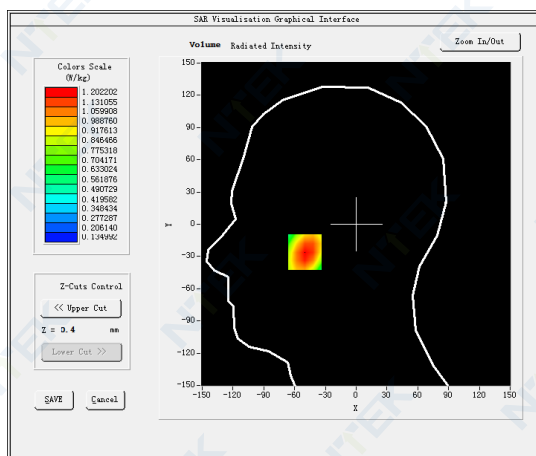 SAR Visualisation Graphical Interface
Volume Radiated Intensity
Zoom In/Out
Colors Scale
(W/kg)
1.202202
1.131055
1.059908
0.988760
0.917613
0.846466
0.775318
0.704171
0.633024
0.561876
0.490729
0.419582
0.348434
0.277287
0.206140
0.134992
Z-Cuts Control
<< Upper Cut
Z = 0.4 mm
Lower Cut >>
SAVE Cancel
150
120
90
60
30
0
-30
-60
-90
-120
-150
Y
-150 -120 -90 -60 -30 0 30 60 90 120 150
X
NTEK